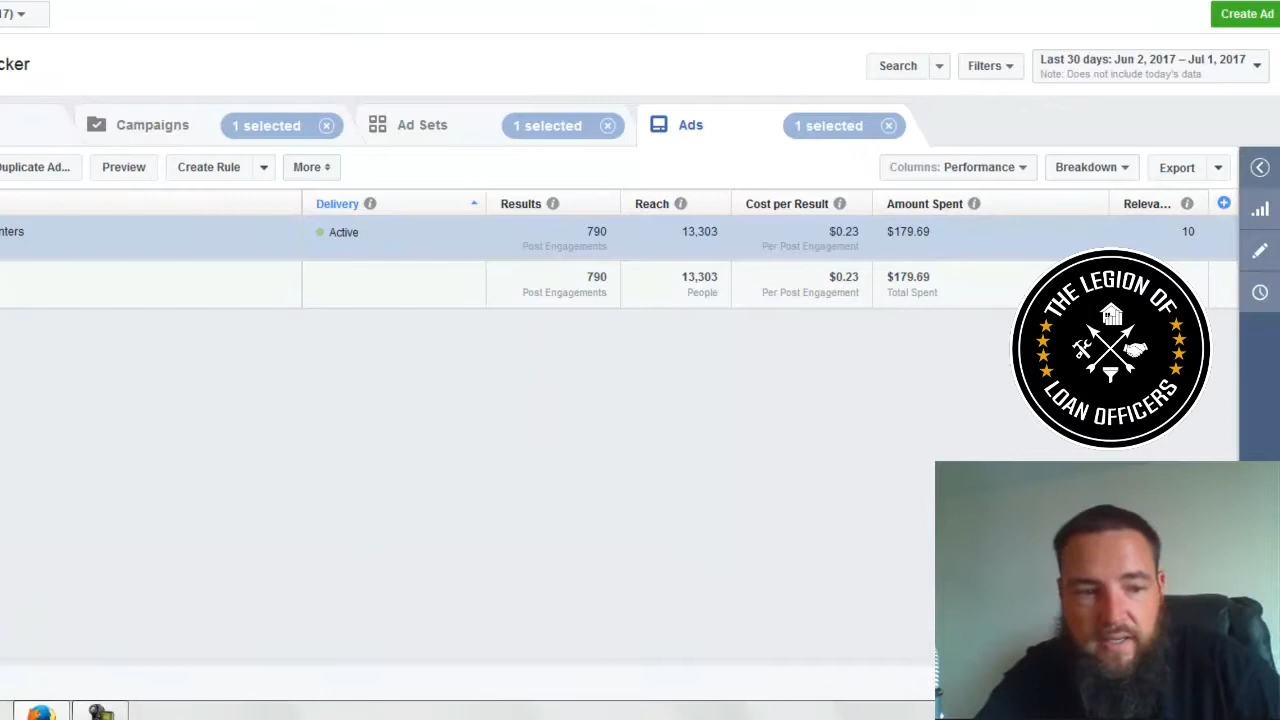 17)
Create Ad
cker
Search
Filters
Last 30 days: Jun 2, 2017 – Jul 1, 2017
Note: Does not include today's data
Campaigns
1 selected
Ad Sets
1 selected
Ads
1 selected
uplicate Ad...
Preview
Create Rule
More
Columns: Performance
Breakdown
Export
Delivery
Results
Reach
Cost per Result
Amount Spent
Releva...
nters
Active
790
13,303
$0.23
$179.69
10
Post Engagements
Per Post Engagement
790
13,303
$0.23
$179.69
Post Engagements
People
Per Post Engagement
Total Spent
THE LEGION OF
LOAN OFFICERS